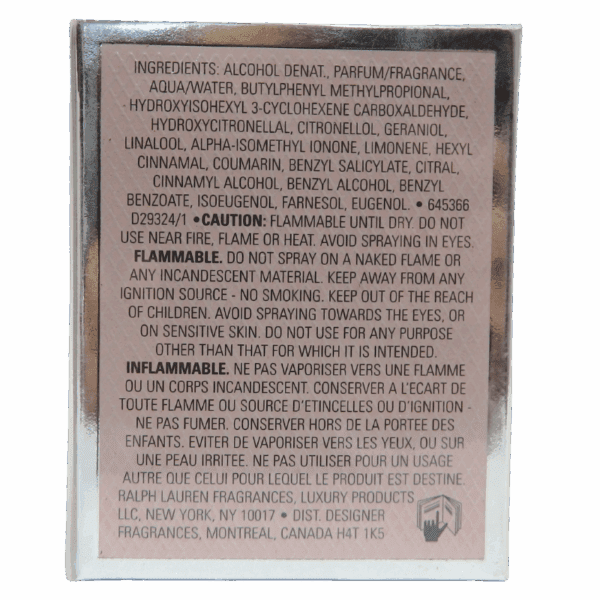 INGREDIENTS: ALCOHOL DENAT., PARFUM/FRAGRANCE,
AQUA/WATER, BUTYLPHENYL METHYLPROPIONAL,
HYDROXYISOHEXYL 3-CYCLOHEXENE CARBOXALDEHYDE,
HYDROXYCITRONELLAL, CITRONELLOL, GERANIOL,
LINALOOL, ALPHA-ISOMETHYL IONONE, LIMONENE, HEXYL
CINNAMAL, COUMARIN, BENZYL SALICYLATE, CITRAL,
CINNAMYL ALCOHOL, BENZYL ALCOHOL, BENZYL
BENZOATE, ISOEUGENOL, FARNESOL, EUGENOL. • 645366
D29324/1 •CAUTION: FLAMMABLE UNTIL DRY. DO NOT
USE NEAR FIRE, FLAME OR HEAT. AVOID SPRAYING IN EYES.
FLAMMABLE. DO NOT SPRAY ON A NAKED FLAME OR
ANY INCANDESCENT MATERIAL. KEEP AWAY FROM ANY
IGNITION SOURCE - NO SMOKING. KEEP OUT OF THE REACH
OF CHILDREN. AVOID SPRAYING TOWARDS THE EYES, OR
ON SENSITIVE SKIN. DO NOT USE FOR ANY PURPOSE
OTHER THAN THAT FOR WHICH IT IS INTENDED.
INFLAMMABLE. NE PAS VAPORISER VERS UNE FLAMME
OU UN CORPS INCANDESCENT. CONSERVER A L'ECART DE
TOUTE FLAMME OU SOURCE D'ETINCELLES OU D'IGNITION -
NE PAS FUMER. CONSERVER HORS DE LA PORTEE DES
ENFANTS. EVITER DE VAPORISER VERS LES YEUX, OU SUR
UNE PEAU IRRITEE. NE PAS UTILISER POUR UN USAGE
AUTRE QUE CELUI POUR LEQUEL LE PRODUIT EST DESTINE.
RALPH LAUREN FRAGRANCES, LUXURY PRODUCTS
LLC, NEW YORK, NY 10017 • DIST. DESIGNER
FRAGRANCES, MONTREAL, CANADA H4T 1K5